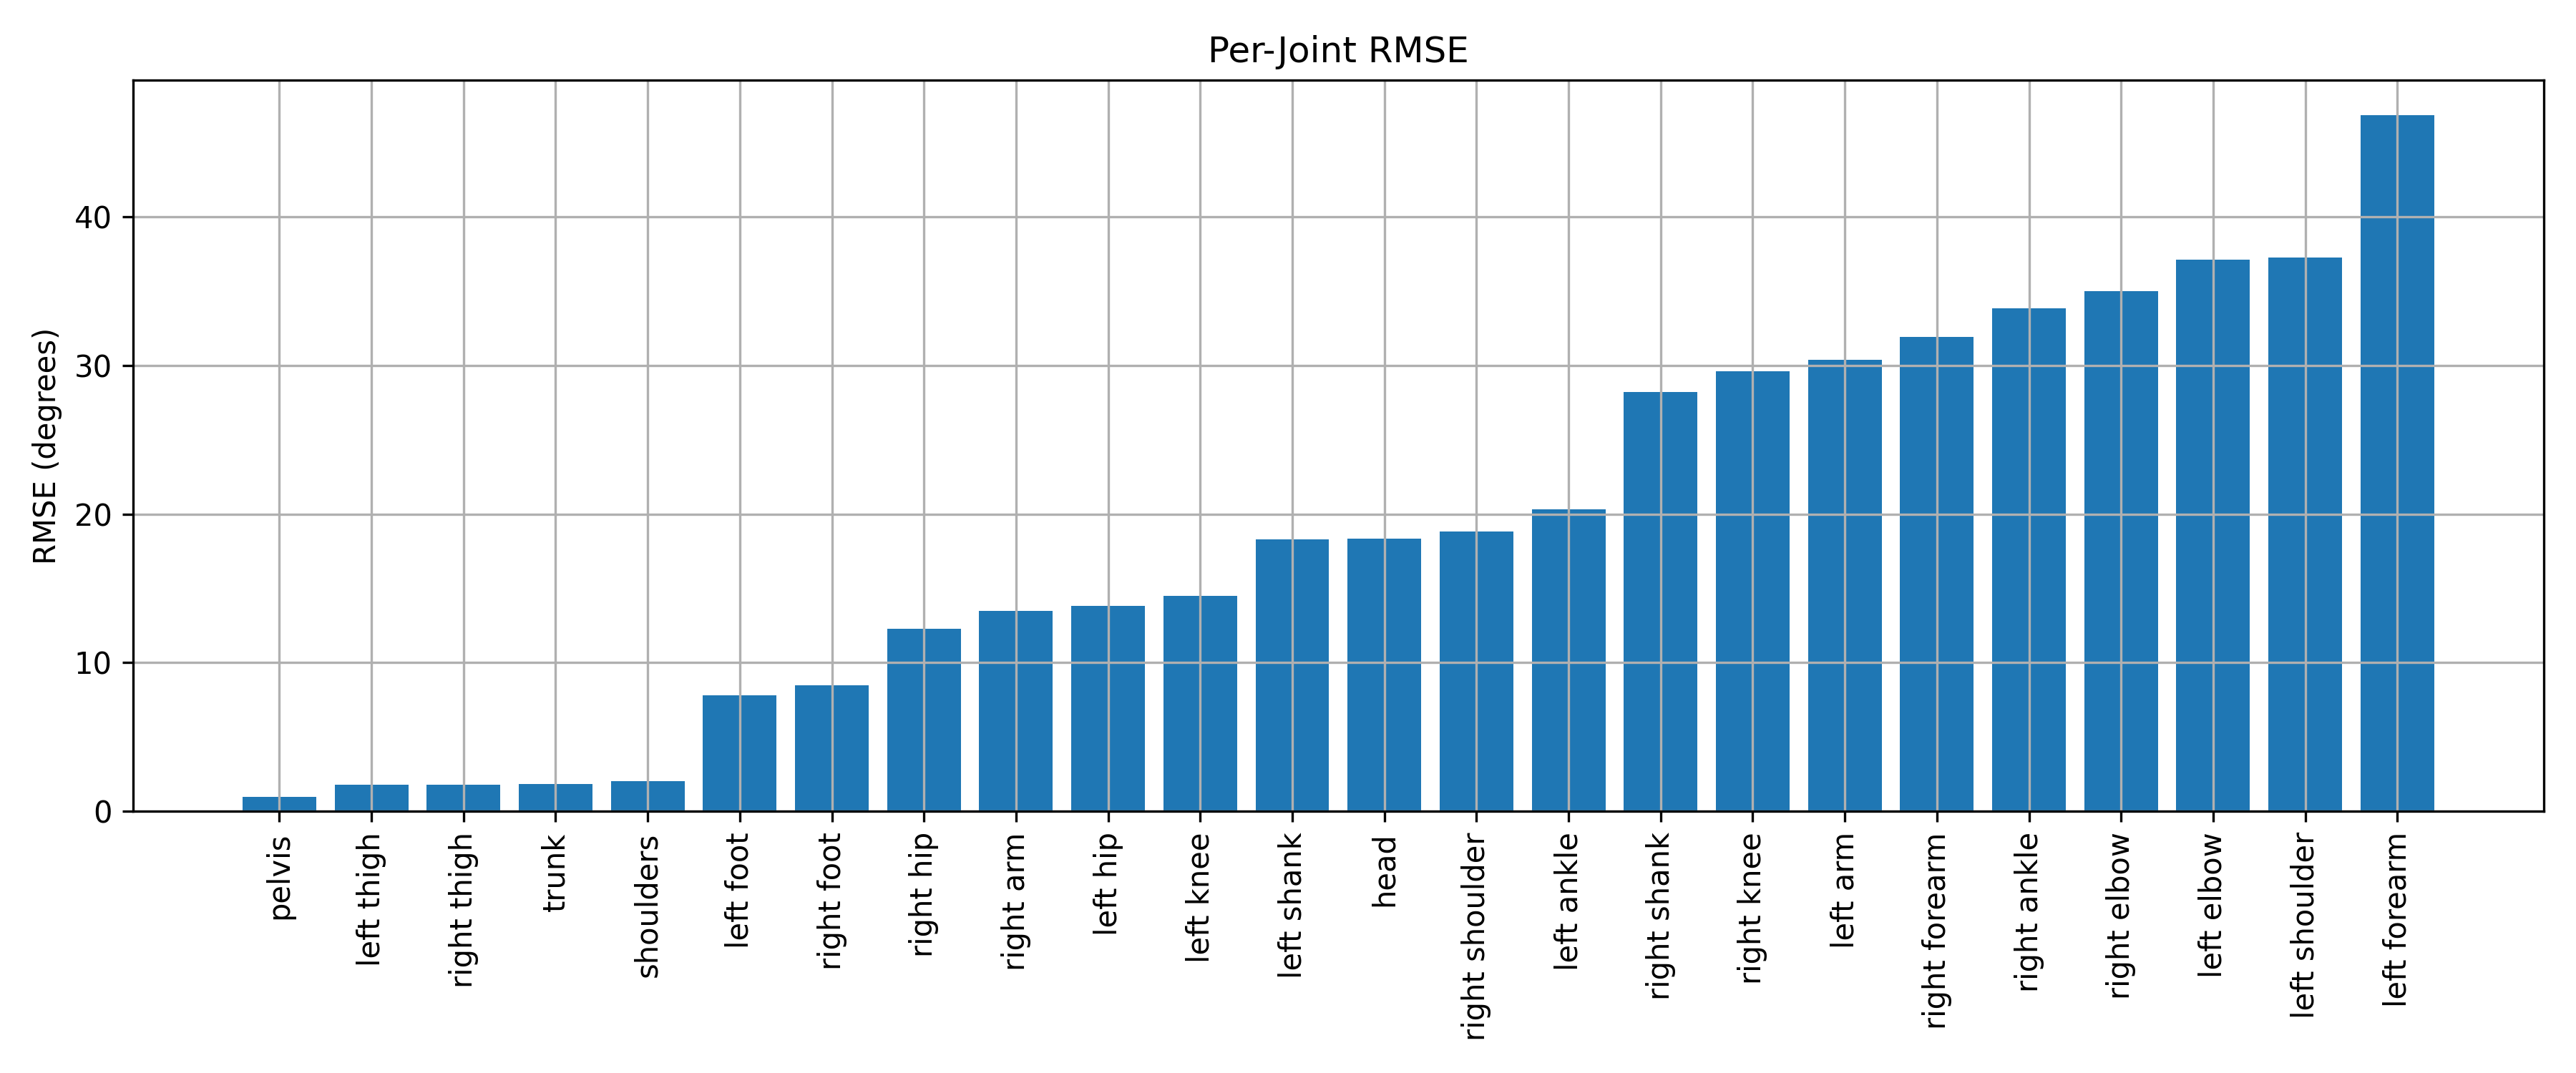 Per-Joint RMSE
RMSE (degrees)
40
30
20
10
0
pelvis
left thigh
right thigh
trunk
shoulders
left foot
right foot
right hip
right arm
left hip
left knee
left shank
head
right shoulder
left ankle
right shank
right knee
left arm
right forearm
right ankle
right elbow
left elbow
left shoulder
left forearm